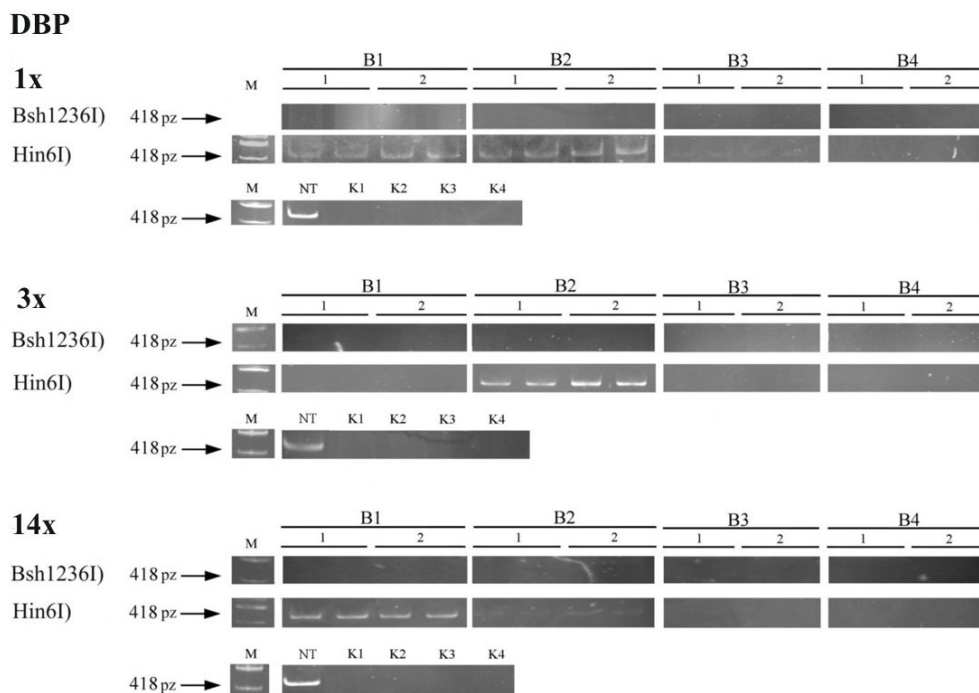 DBP
1x
B1 B2 B3 B4
M 1 2 1 2 1 2 1 2
Bsh1236I) 418 pz
Hin6I) 418 pz
M NT K1 K2 K3 K4
418 pz
3x
B1 B2 B3 B4
M 1 2 1 2 1 2 1 2
Bsh1236I) 418 pz
Hin6I) 418 pz
M NT K1 K2 K3 K4
418 pz
14x
B1 B2 B3 B4
M 1 2 1 2 1 2 1 2
Bsh1236I) 418 pz
Hin6I) 418 pz
M NT K1 K2 K3 K4
418 pz